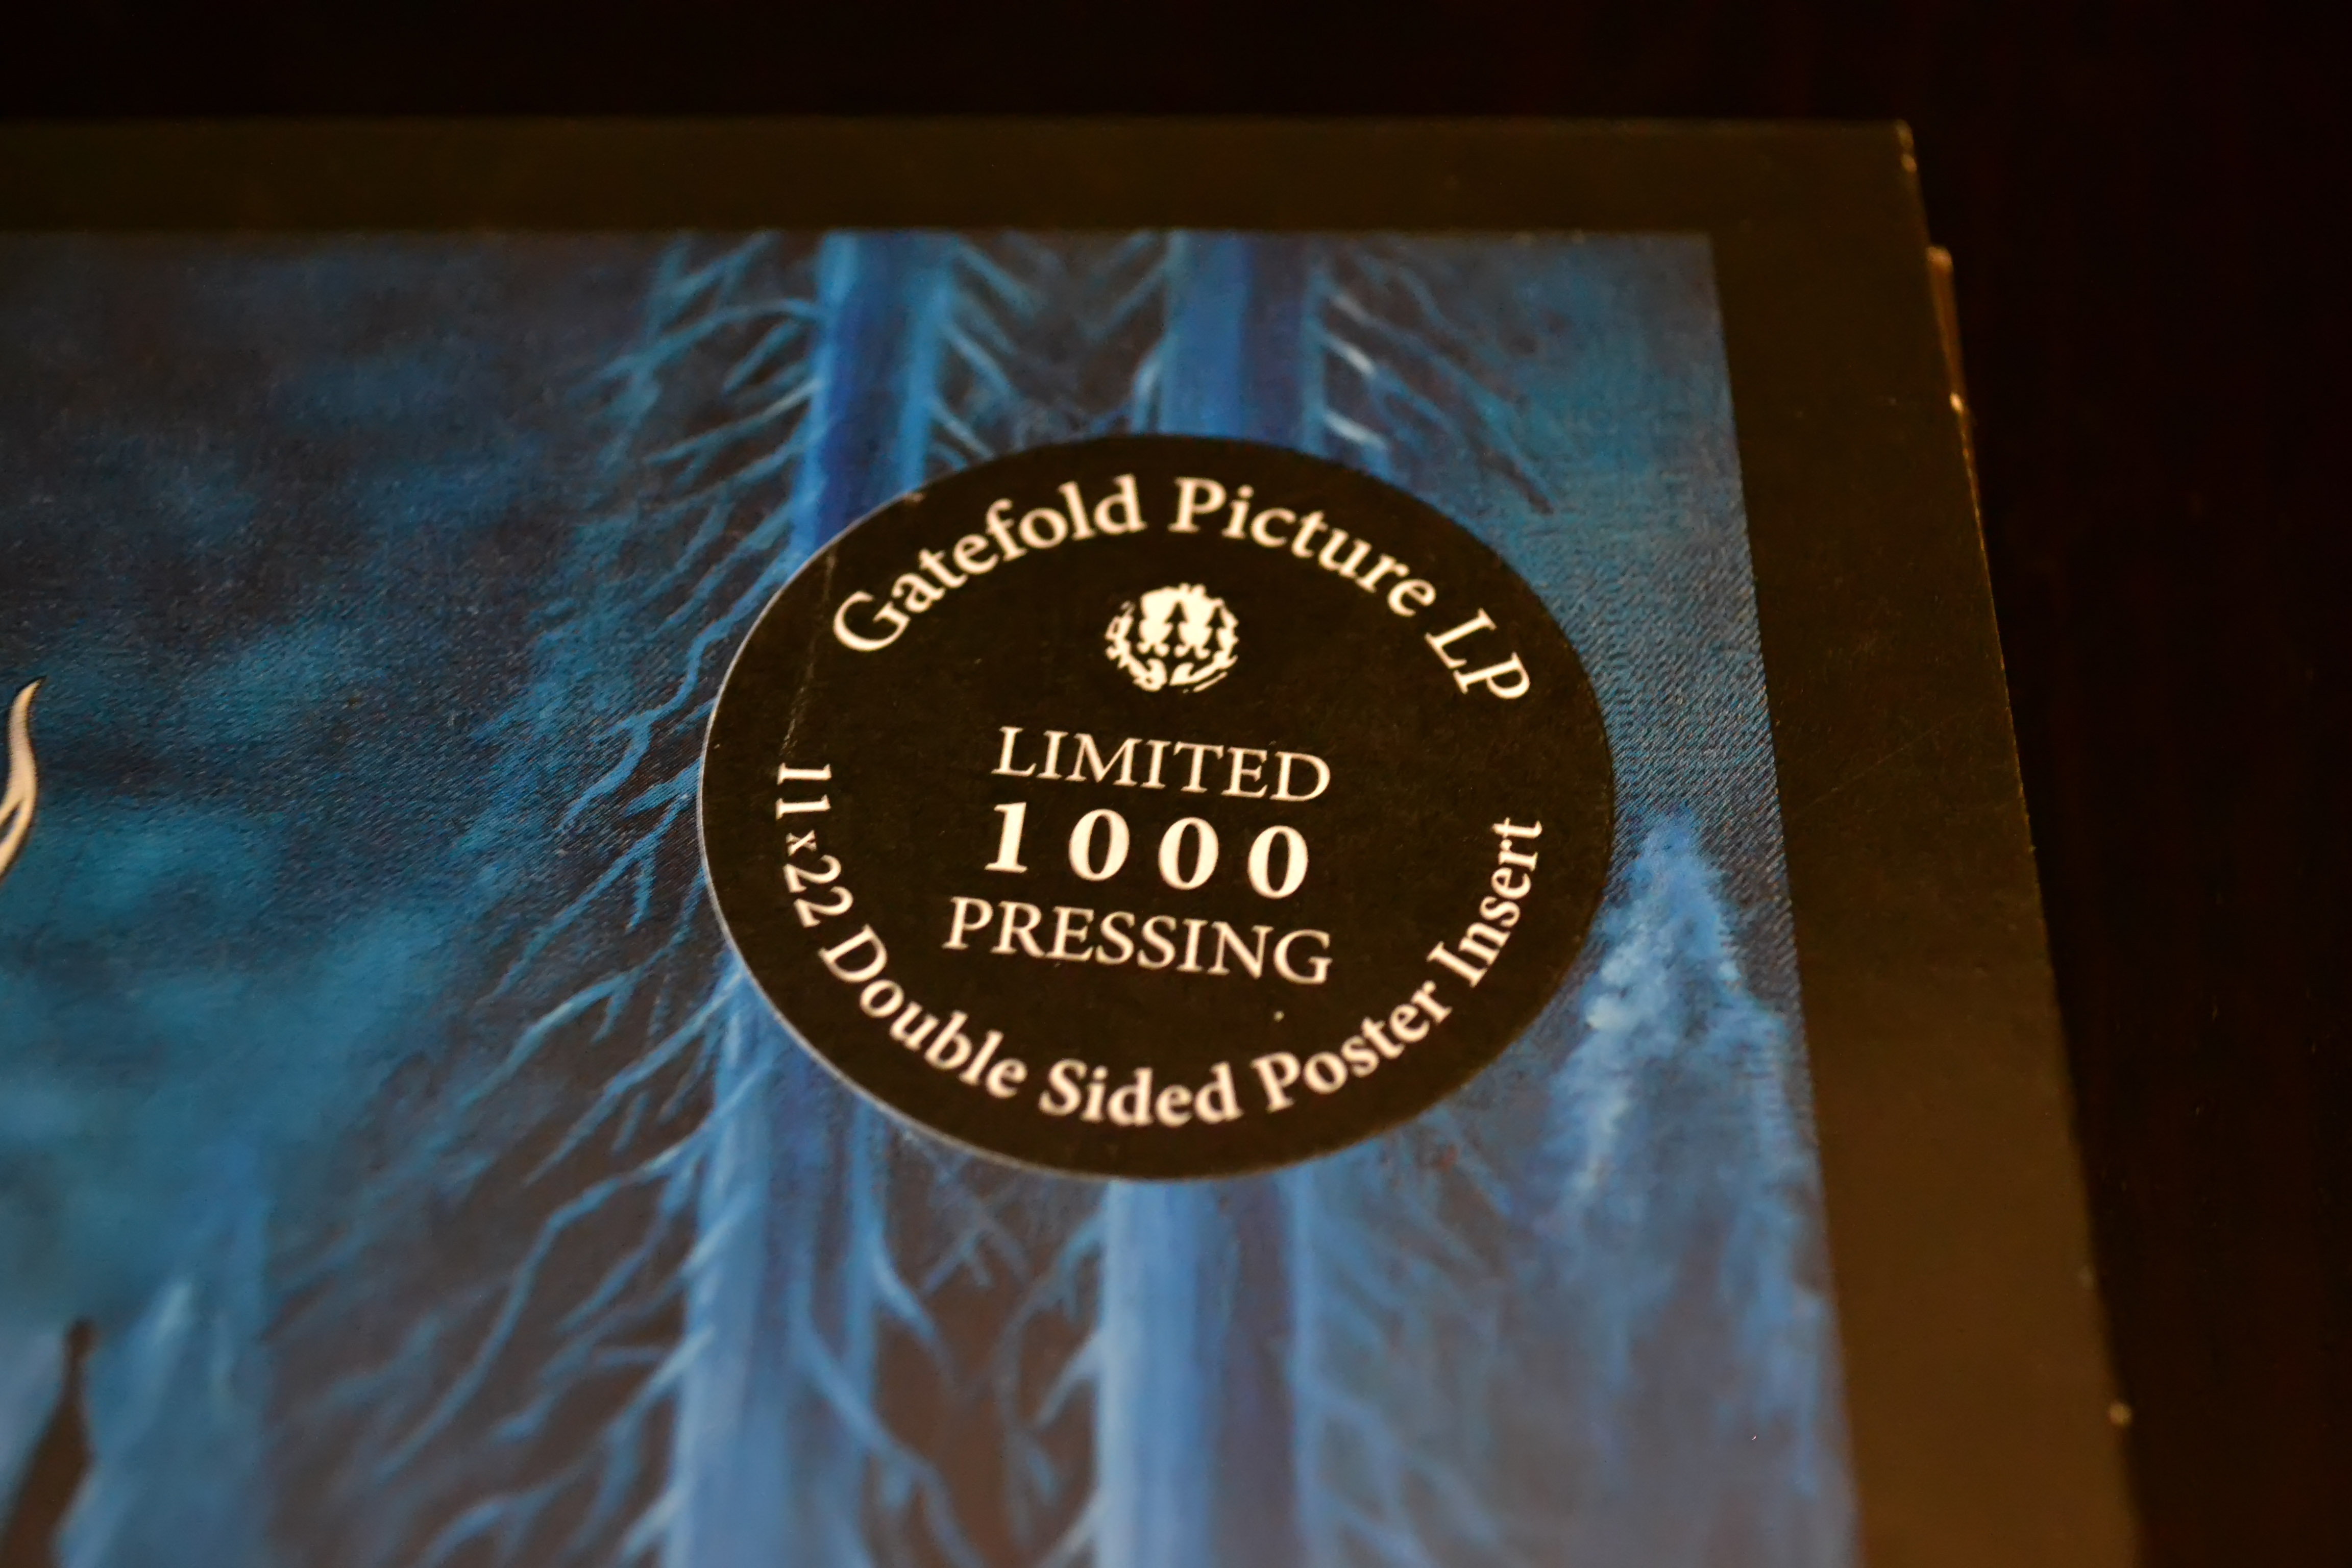 Gatefold Picture LP
LIMITED
1000
PRESSING
11x22 Double Sided Poster Insert